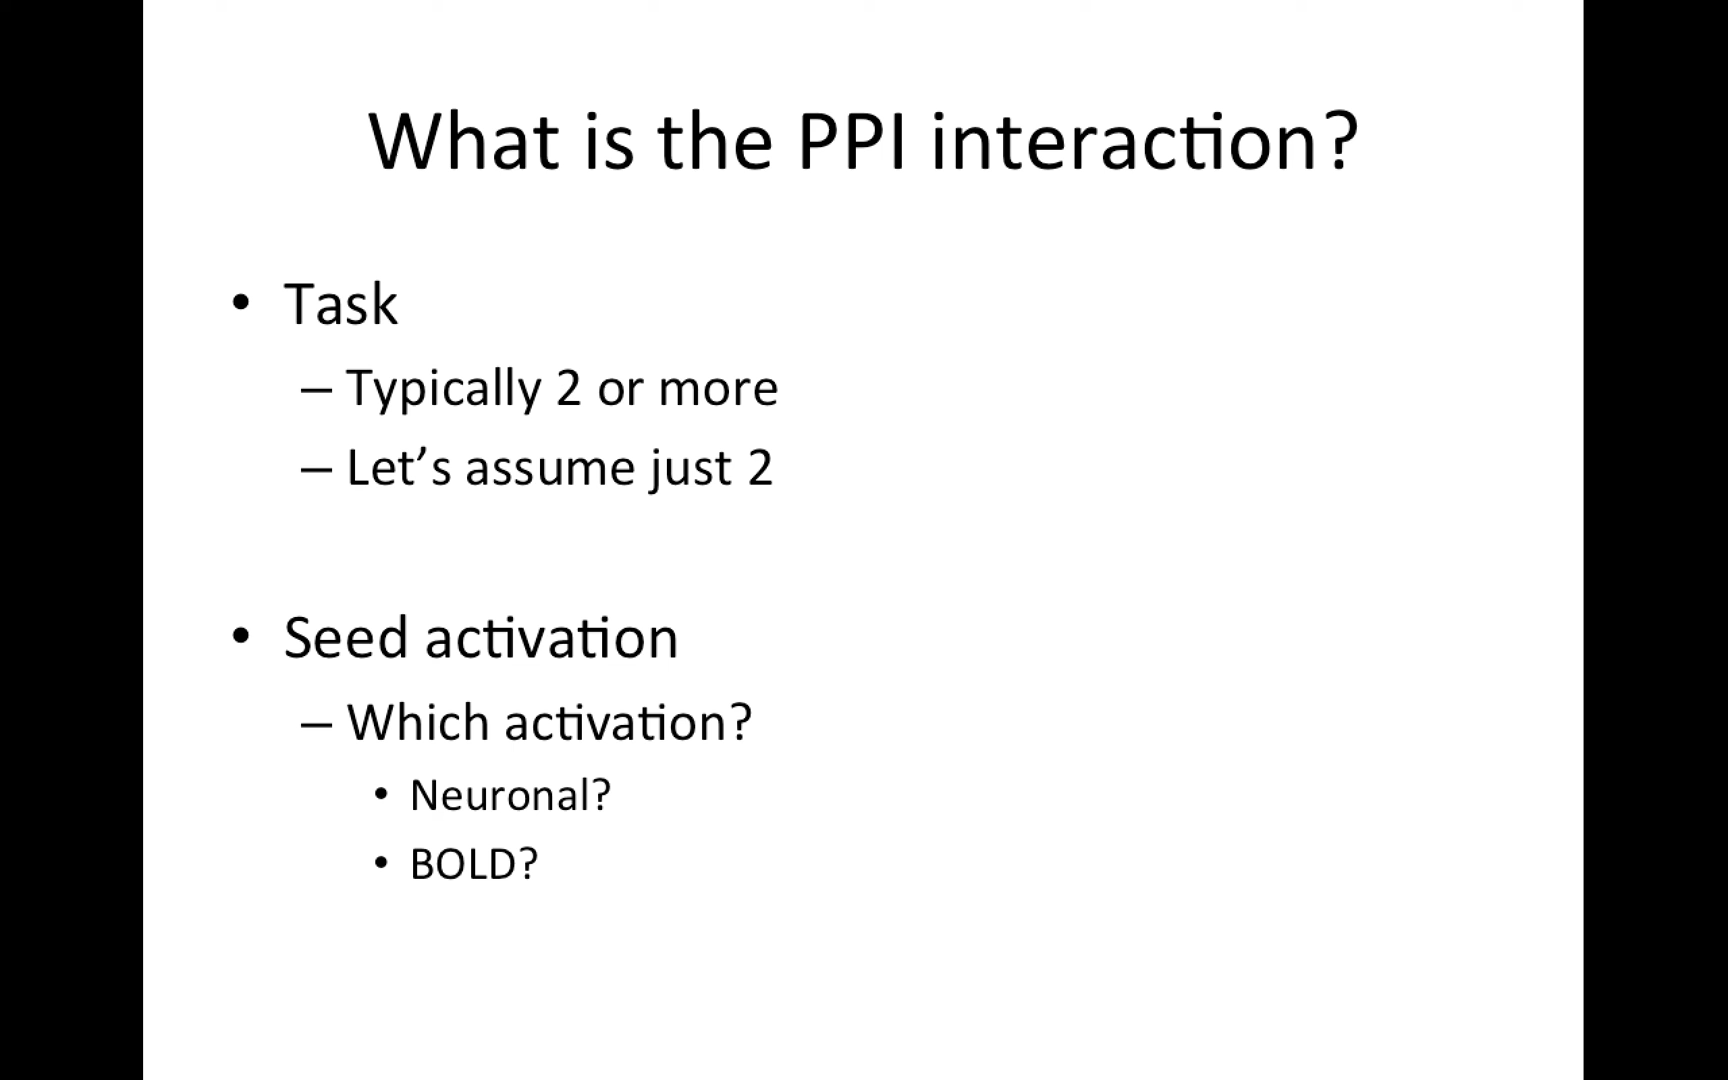 What is the PPI interaction?
• Task
– Typically 2 or more
– Let’s assume just 2
• Seed activation
– Which activation?
• Neuronal?
• BOLD?